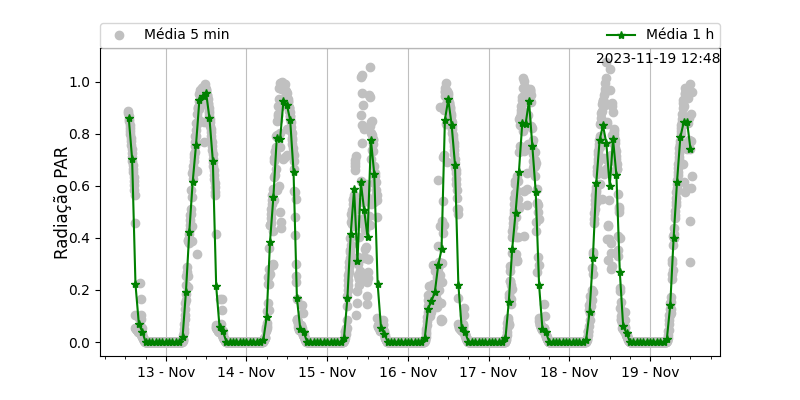 Média 5 min
Média 1 h
2023-11-19 12:48
Radiação PAR
1.0
0.8
0.6
0.4
0.2
0.0
13 - Nov
14 - Nov
15 - Nov
16 - Nov
17 - Nov
18 - Nov
19 - Nov